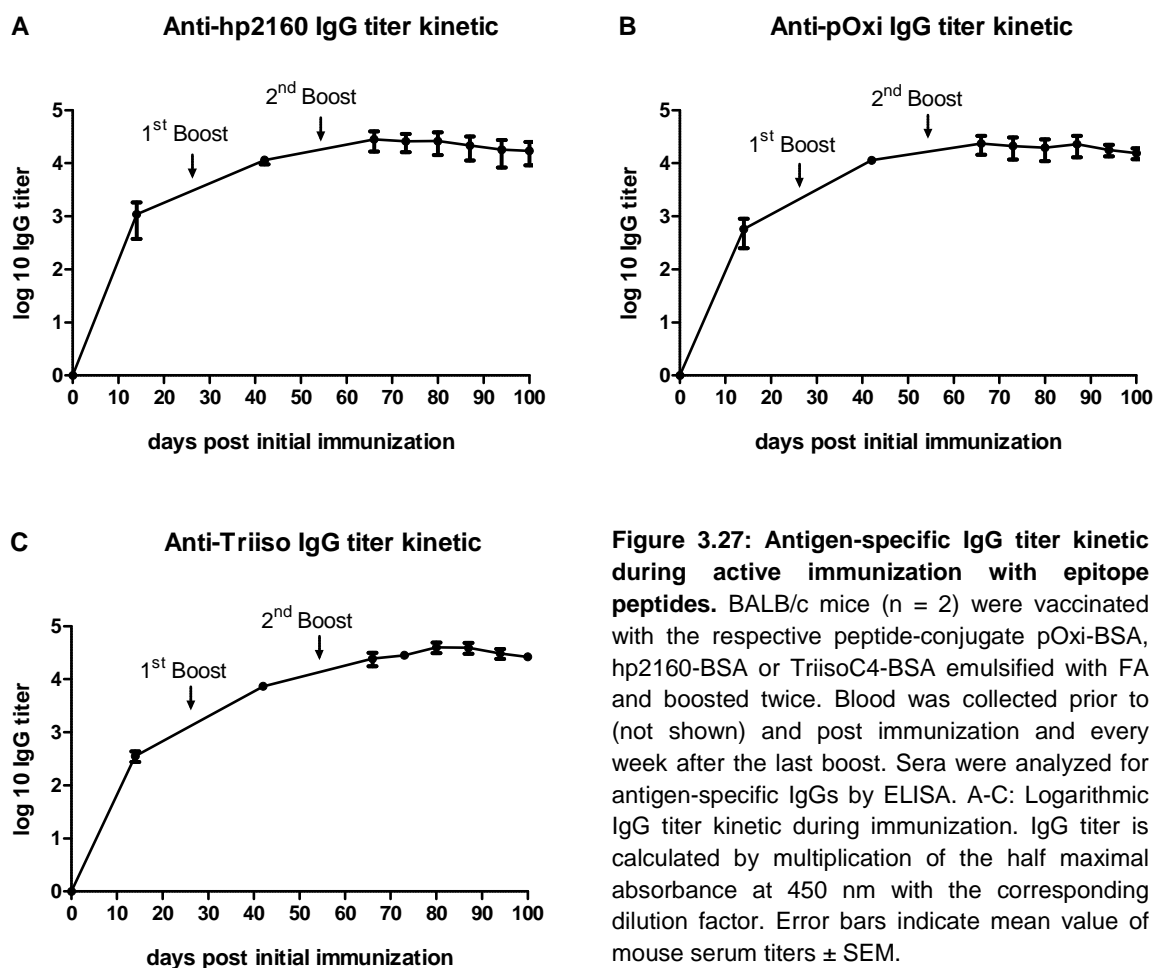 A
Anti-hp2160 IgG titer kinetic
log 10 IgG titer
5
4
3
2
1
0
1st Boost
2nd Boost
0 10 20 30 40 50 60 70 80 90 100
days post initial immunization
B
Anti-pOxi IgG titer kinetic
log 10 IgG titer
5
4
3
2
1
0
1st Boost
2nd Boost
0 10 20 30 40 50 60 70 80 90 100
days post initial immunization
C
Anti-Triiso IgG titer kinetic
log 10 IgG titer
5
4
3
2
1
0
1st Boost
2nd Boost
0 10 20 30 40 50 60 70 80 90 100
days post initial immunization
Figure 3.27: Antigen-specific IgG titer kinetic
during active immunization with epitope
peptides. BALB/c mice (n = 2) were vaccinated
with the respective peptide-conjugate pOxi-BSA,
hp2160-BSA or TriisoC4-BSA emulsified with FA
and boosted twice. Blood was collected prior to
(not shown) and post immunization and every
week after the last boost. Sera were analyzed for
antigen-specific IgGs by ELISA. A-C: Logarithmic
IgG titer kinetic during immunization. IgG titer is
calculated by multiplication of the half maximal
absorbance at 450 nm with the corresponding
dilution factor. Error bars indicate mean value of
mouse serum titers ± SEM.